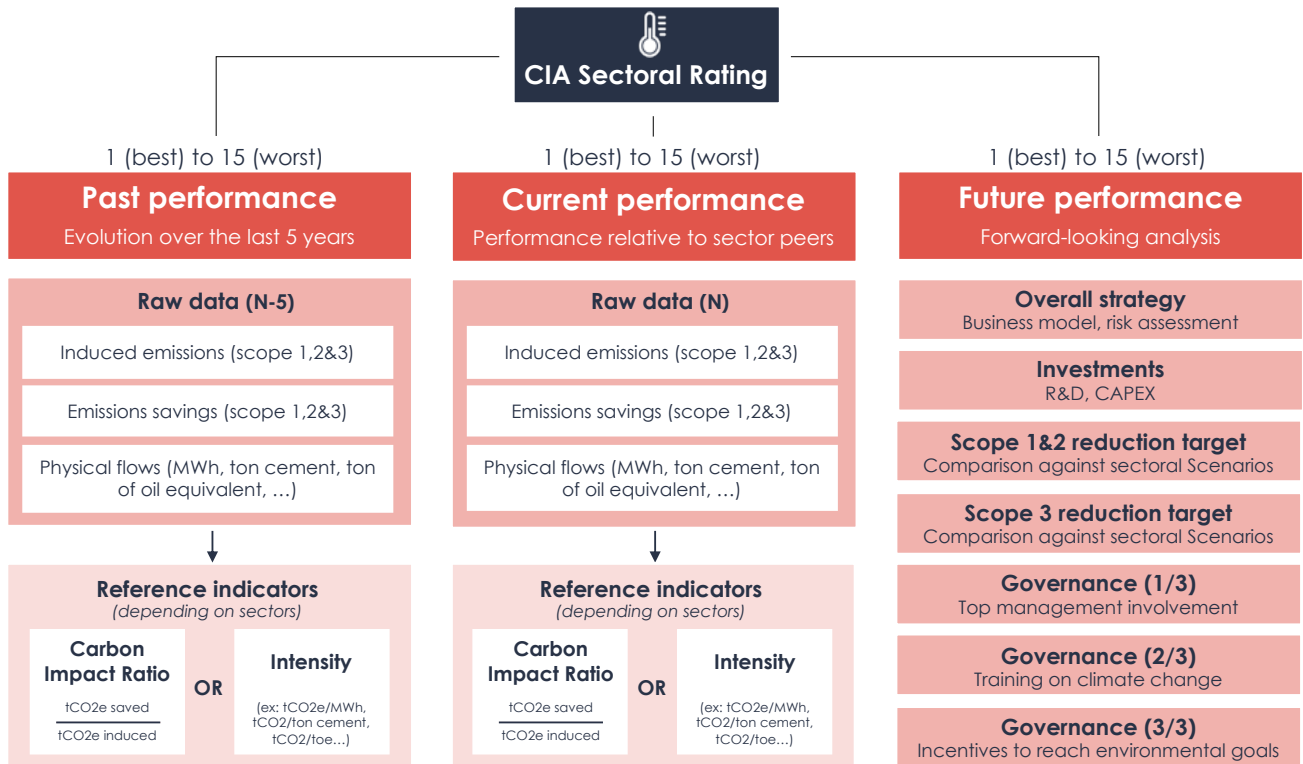 CIA Sectoral Rating
1 (best) to 15 (worst)
Past performance
Evolution over the last 5 years
Raw data (N-5)
Induced emissions (scope 1,2&3)
Emissions savings (scope 1,2&3)
Physical flows (MWh, ton cement, ton
of oil equivalent, …)
Reference indicators
(depending on sectors)
Carbon
Impact Ratio
tCO2e saved
tCO2e induced
OR
Intensity
(ex: tCO2e/MWh,
tCO2/ton cement,
tCO2/toe…)
1 (best) to 15 (worst)
Current performance
Performance relative to sector peers
Raw data (N)
Induced emissions (scope 1,2&3)
Emissions savings (scope 1,2&3)
Physical flows (MWh, ton cement, ton
of oil equivalent, …)
Reference indicators
(depending on sectors)
Carbon
Impact Ratio
tCO2e saved
tCO2e induced
OR
Intensity
(ex: tCO2e/MWh,
tCO2/ton cement,
tCO2/toe…)
1 (best) to 15 (worst)
Future performance
Forward-looking analysis
Overall strategy
Business model, risk assessment
Investments
R&D, CAPEX
Scope 1&2 reduction target
Comparison against sectoral Scenarios
Scope 3 reduction target
Comparison against sectoral Scenarios
Governance (1/3)
Top management involvement
Governance (2/3)
Training on climate change
Governance (3/3)
Incentives to reach environmental goals